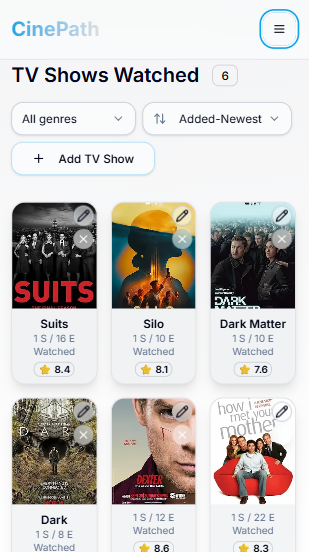 CinePath
TV Shows Watched 6
All genres
Added-Newest
+ Add TV Show
SUITS
Suits
1 S / 16 E
Watched
8.4
Silo
1 S / 10 E
Watched
8.1
DARK
MATTER
Dark Matter
1 S / 10 E
Watched
7.6
Dark
1 S / 8 E
Watched
DEXTER
1 S / 12 E
Watched
8.6
how i
met your
mother
1 S / 22 E
Watched
8.3